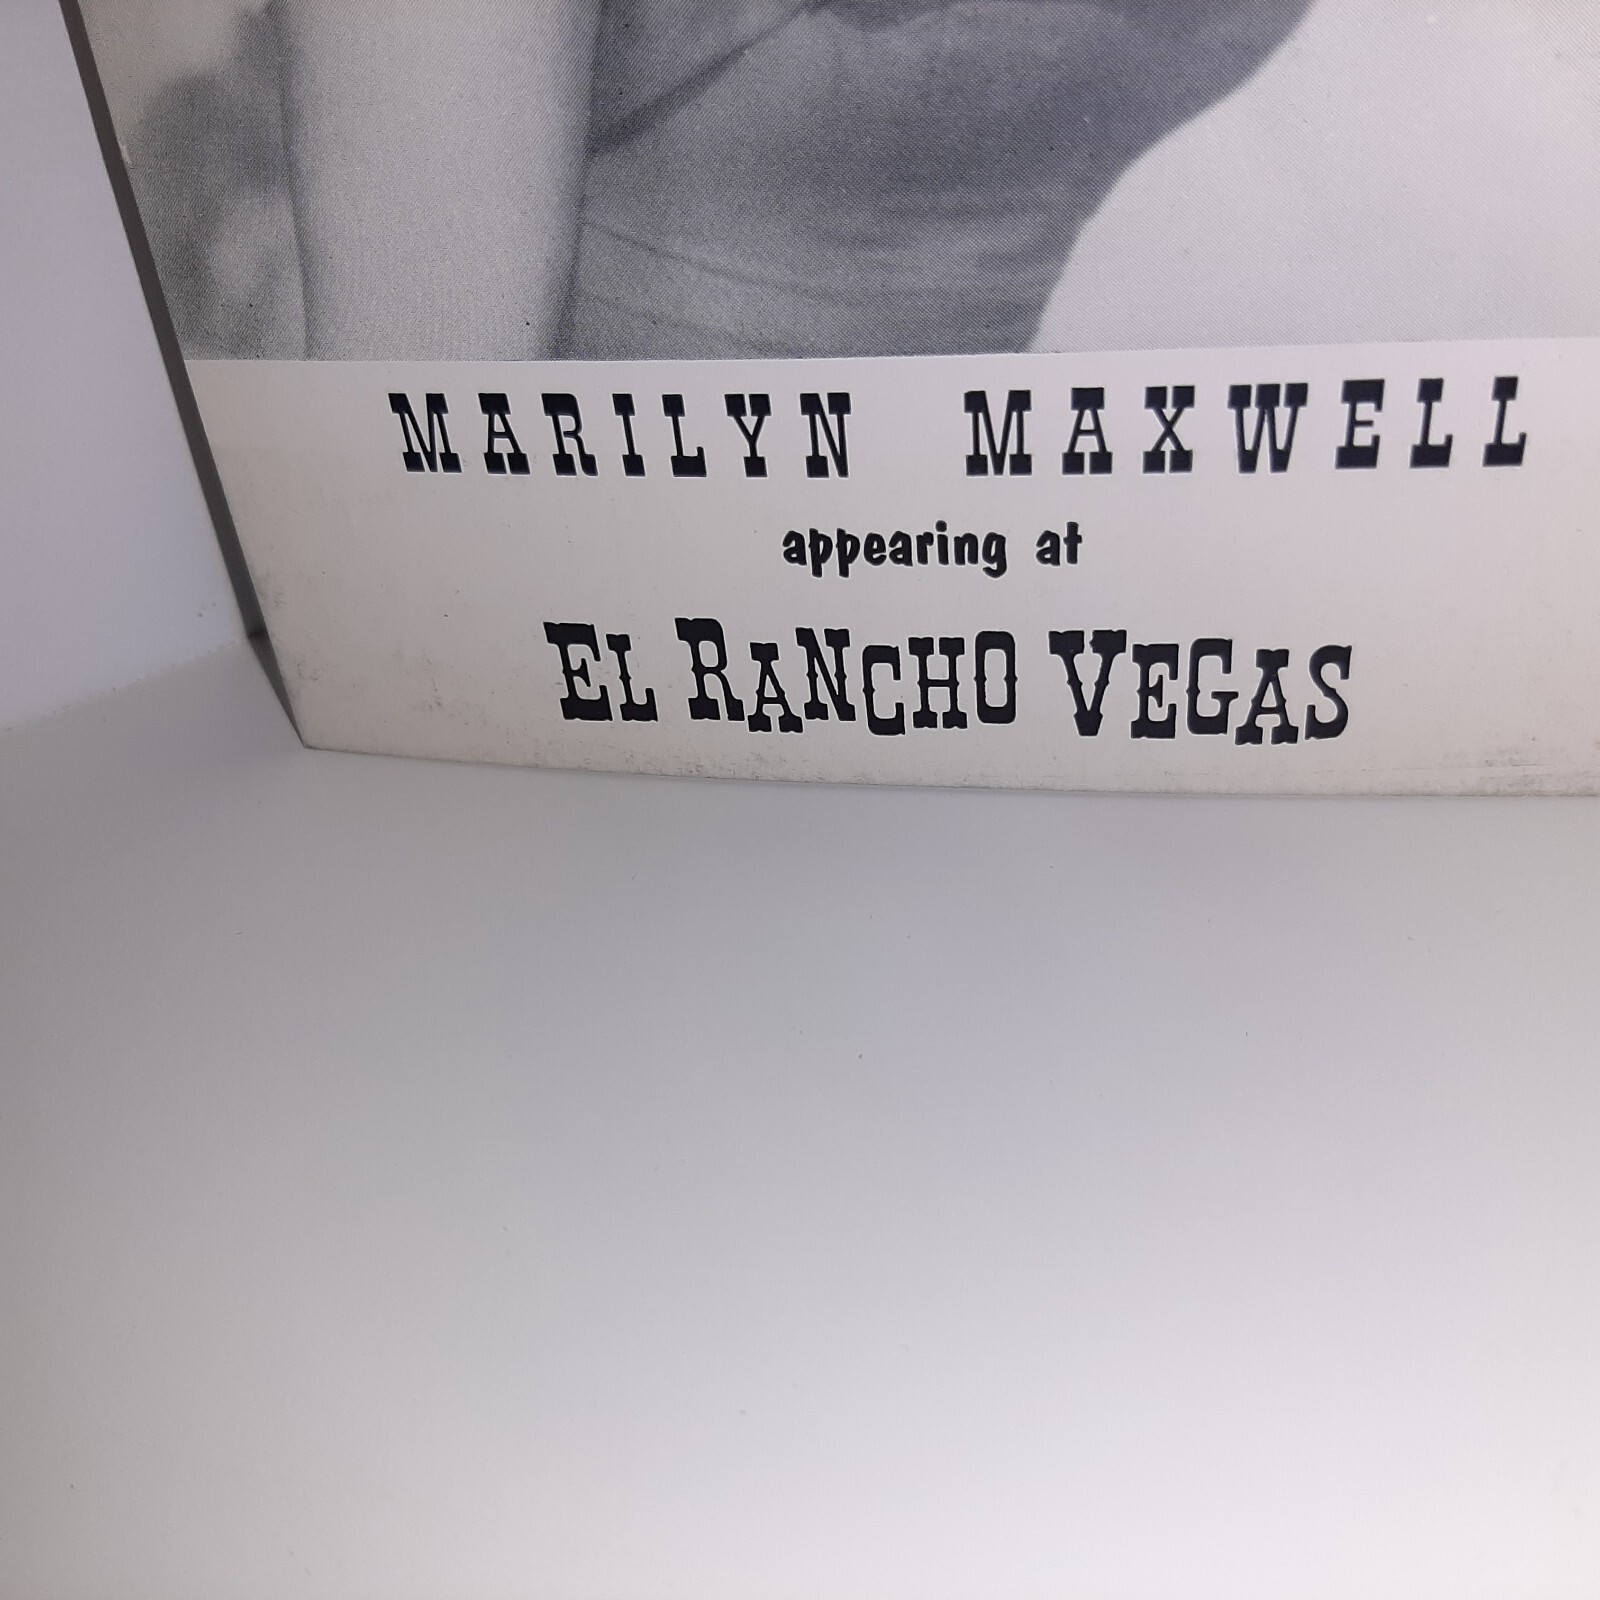 MARILYN MAXWELL
appearing at
EL RANCHO VEGAS